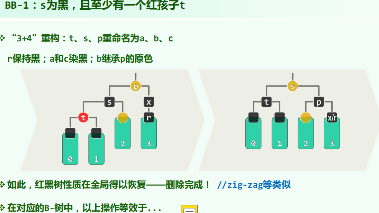 BB-1：s为黑，且至少有一个红孩子t
“3+4”重构：t、s、p重命名为a、b、c
r保持黑；a和c染黑；b继承p的原色
p
s
x
t
r
0
1
2
3
s
t
p
x/r
0
1
2
3
如此，红黑树性质在全局得以恢复——删除完成！ //zig-zag等类似
在对应的B-树中，以上操作等效于...